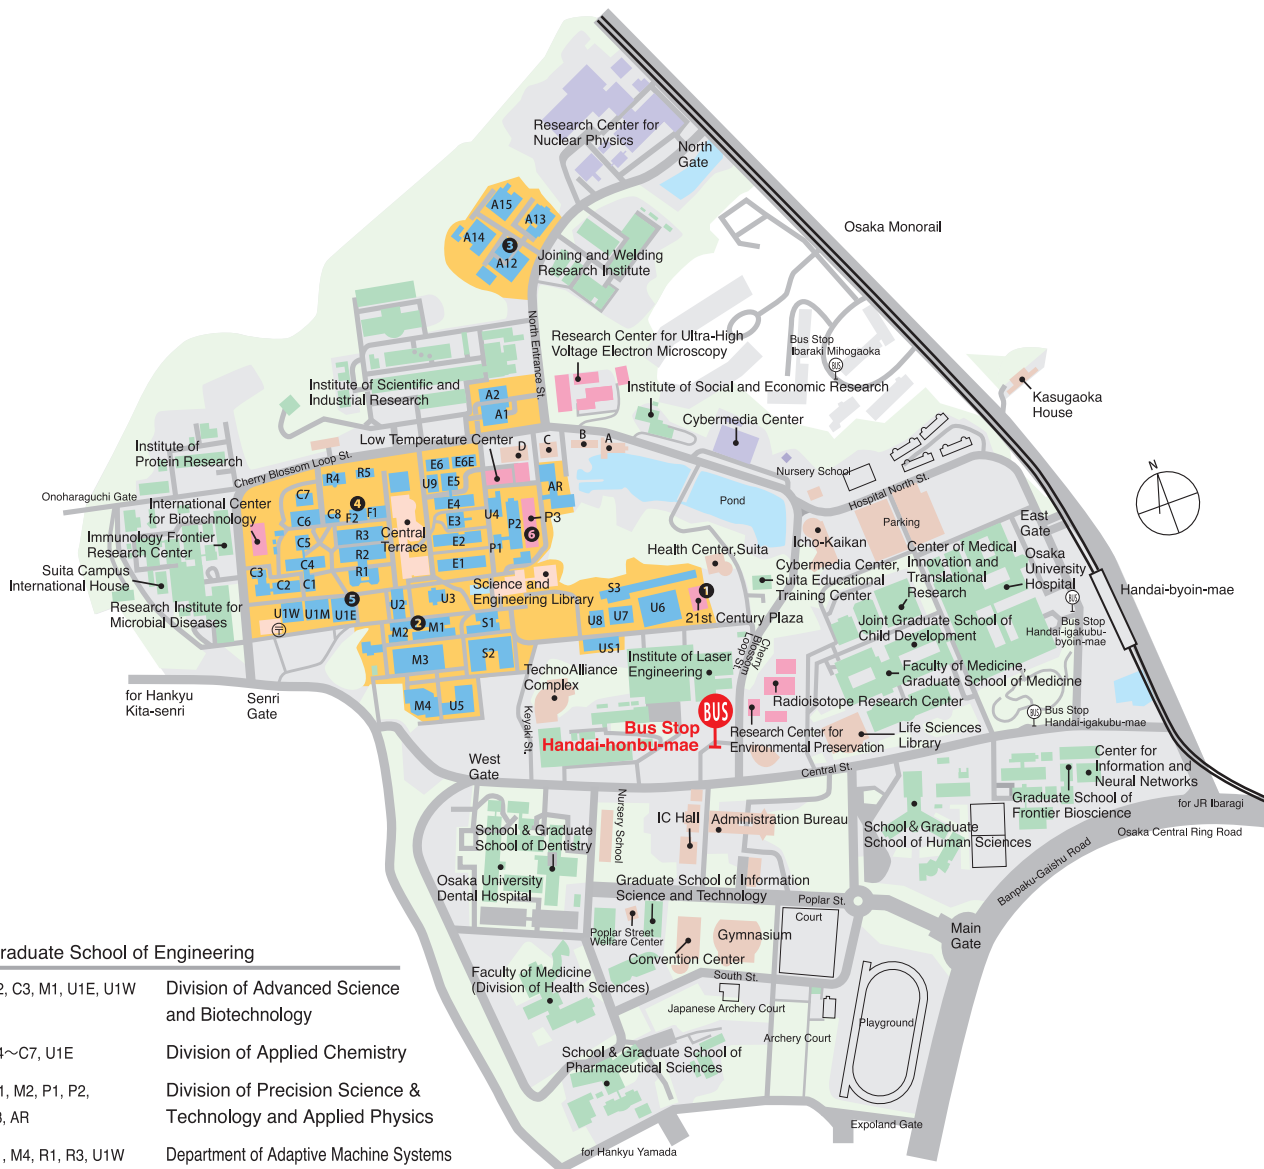 Research Center for
Nuclear Physics
North
Gate
A15
A13
A14
3
A12
Osaka Monorail
Joining and Welding
Research Institute
North Entrance St.
Research Center for Ultra-High
Voltage Electron Microscopy
Bus Stop
Ibaraki Mihogaoka
BUS
Institute of Scientific and
Industrial Research
A2
A1
Institute of Social and Economic Research
Kasugaoka
House
Cybermedia Center
Low Temperature Center
D
C
B
A
Institute of
Protein Research
Cherry Blossom Loop St.
Nursery School
Hospital North St.
N
Onoharaguchi Gate
International Center
for Biotechnology
Immunology Frontier
Research Center
Suita Campus
International House
Research Institute for
Microbial Diseases
R4
R5
C7
4
C8
F2
F1
C6
R3
C5
R2
C4
R1
C3
C2
C1
5
U1W
U1M
U1E
〒
E6
E6E
U9
E5
E4
E3
E2
E1
Central
Terrace
U4
P2
P1
AR
P3
6
Pond
Parking
East
Gate
Icho-Kaikan
Health Center,Suita
Cybermedia Center,
Suita Educational
Training Center
Center of Medical
Innovation and
Translational
Research
Osaka
University
Hospital
BUS
Bus Stop
Handai-igakubu-
byoin-mae
Handai-byoin-mae
Science and
Engineering Library
U2
U3
2
M2
M1
S1
M3
S2
M4
U5
S3
U8
U7
U6
US1
1
21st Century Plaza
Joint Graduate School of
Child Development
Cherry
Blossom
Loop St.
Institute of Laser
Engineering
Faculty of Medicine,
Graduate School of Medicine
TechnoAlliance
Complex
Radioisotope Research Center
BUS
Bus Stop
Handai-igakubu-mae
BUS
Bus Stop
Handai-honbu-mae
Research Center for
Environmental Preservation
Life Sciences
Library
for Hankyu
Kita-senri
Senri
Gate
Keyaki St.
West
Gate
Central St.
Center for
Information and
Neural Networks
Graduate School of
Frontier Bioscience
for JR Ibaragi
Osaka Central Ring Road
Nursery School
IC Hall
Administration Bureau
School & Graduate
School of Dentistry
School & Graduate
School of Human Sciences
Banpaku-Gaishu Road
Osaka University
Dental Hospital
Graduate School of Information
Science and Technology
Poplar St.
Court
Poplar Street
Welfare Center
Gymnasium
Convention Center
Main
Gate
South St.
Faculty of Medicine
(Division of Health Sciences)
Japanese Archery Court
Archery Court
Playground
School & Graduate School of
Pharmaceutical Sciences
Expoland Gate
for Hankyu Yamada
raduate School of Engineering
2, C3, M1, U1E, U1W Division of Advanced Science
and Biotechnology
4～C7, U1E Division of Applied Chemistry
1, M2, P1, P2, Division of Precision Science &
3, AR Technology and Applied Physics
, M4, R1, R3, U1W Department of Adaptive Machine Systems